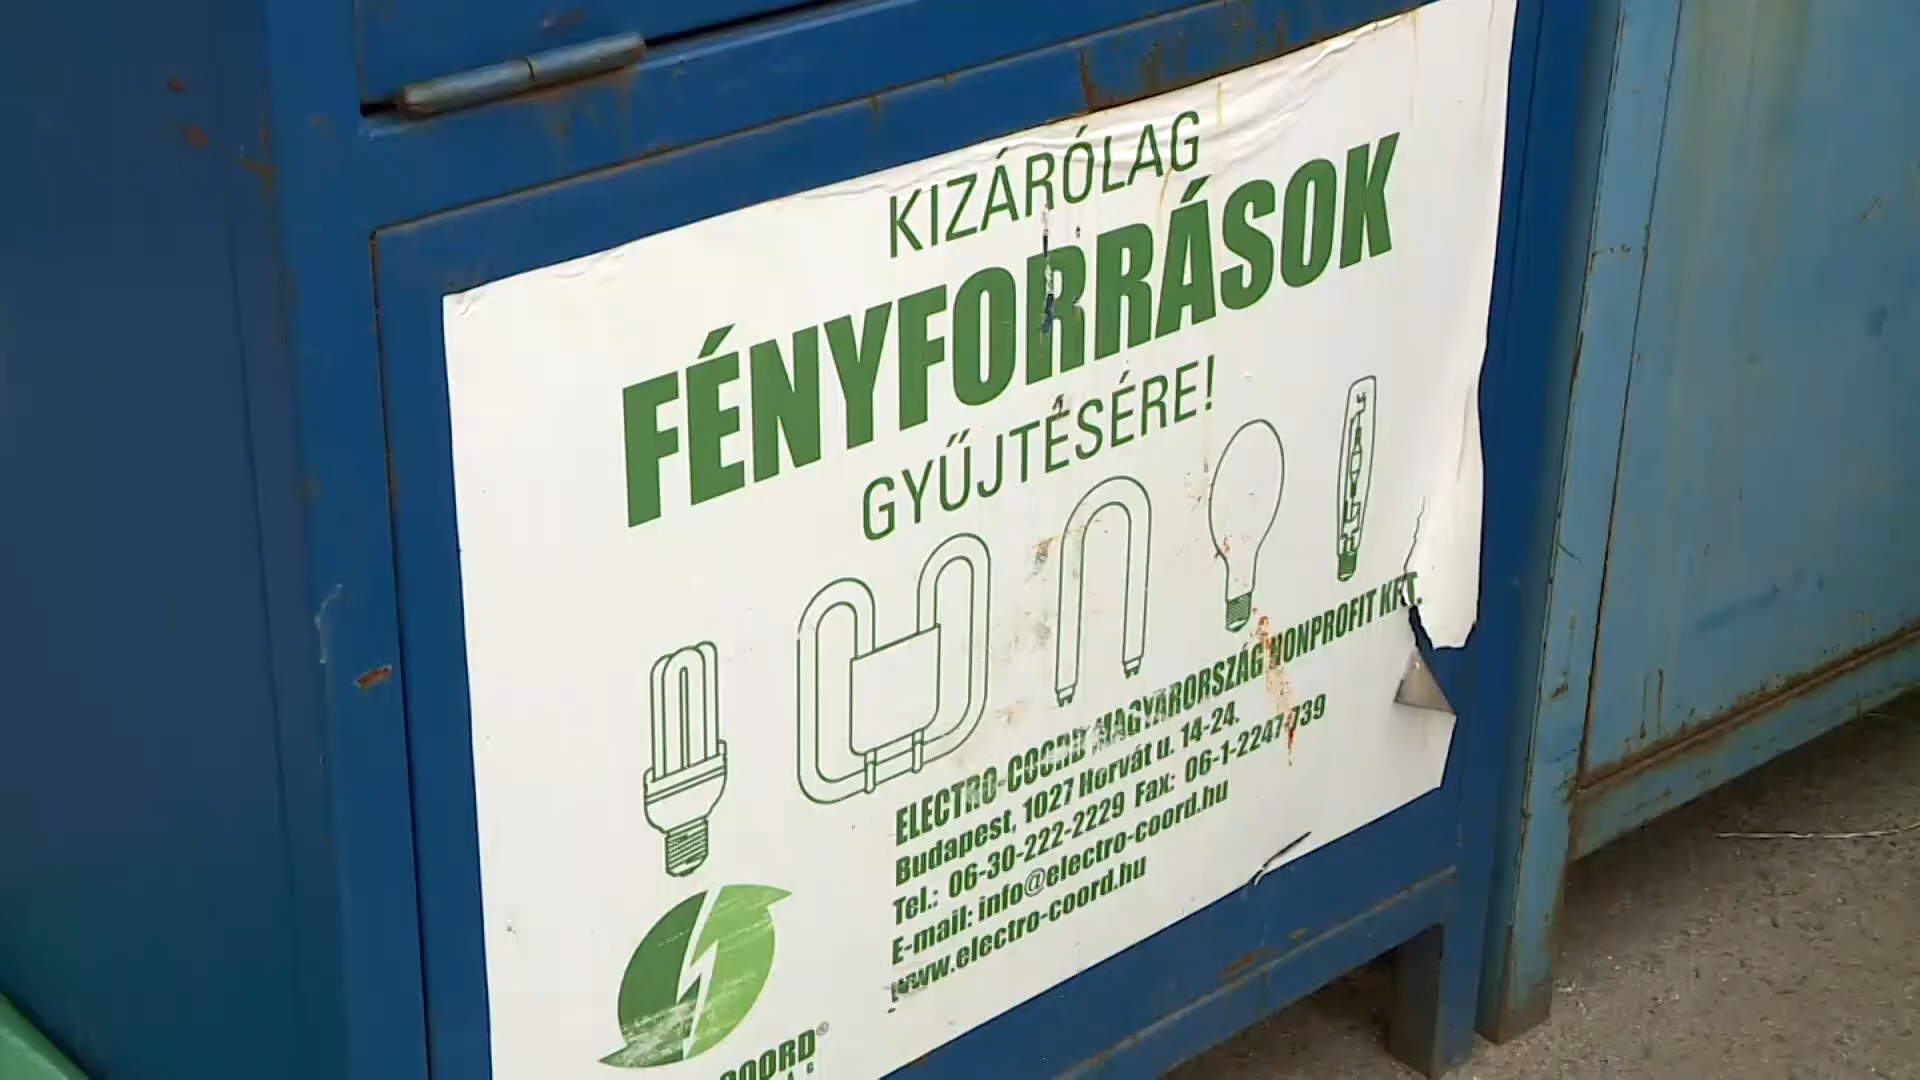 KIZÁRÓLAG
FÉNYFORRÁSOK
GYŰJTÉSÉRE!
ELECTRO-COORD MAGYARORSZÁG NONPROFIT KFT.
Budapest, 1027 Horvát u. 14-24.
Tel.: 06-30-222-2229 Fax: 06-1-2247-739
E-mail: info@electro-coord.hu
www.electro-coord.hu
COORD®